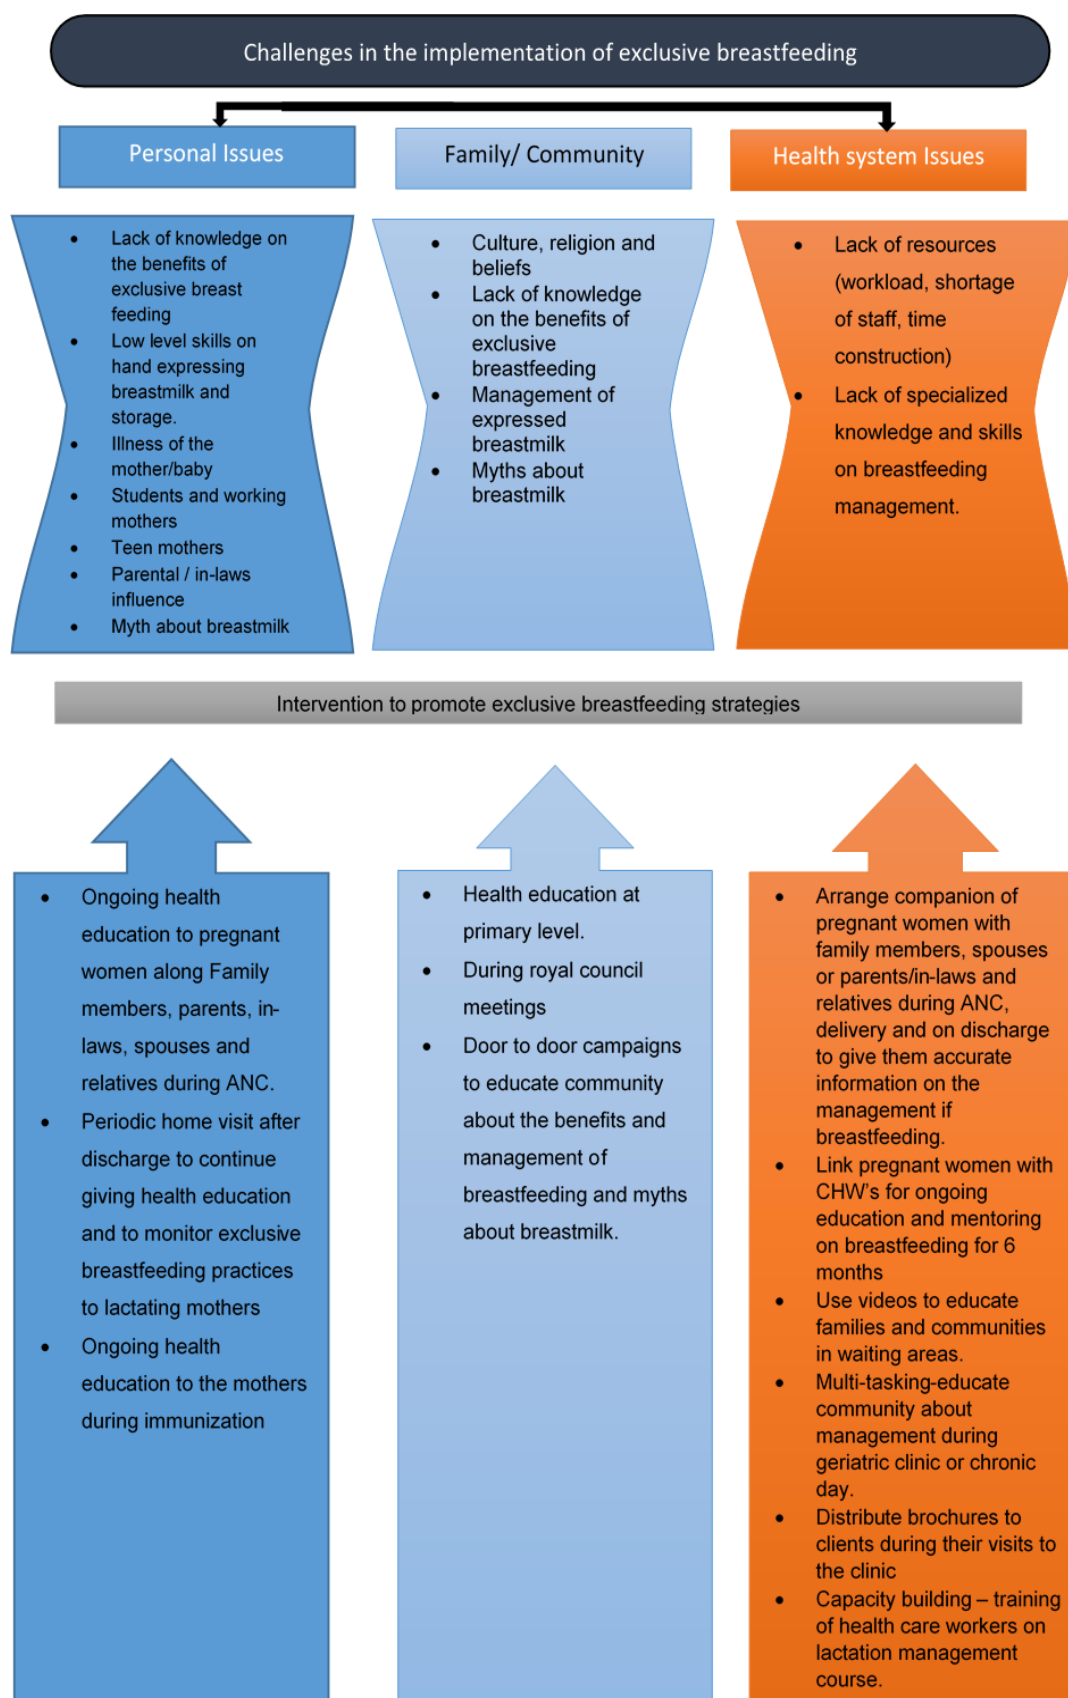 Challenges in the implementation of exclusive breastfeeding
Personal Issues
Family/ Community
Health system Issues
• Lack of knowledge on
the benefits of
exclusive breast
feeding
• Low level skills on
hand expressing
breastmilk and
storage.
• Illness of the
mother/baby
• Students and working
mothers
• Teen mothers
• Parental / in-laws
influence
• Myth about breastmilk
• Culture, religion and
beliefs
• Lack of knowledge
on the benefits of
exclusive
breastfeeding
• Management of
expressed
breastmilk
• Myths about
breastmilk
• Lack of resources
(workload, shortage
of staff, time
construction)
• Lack of specialized
knowledge and skills
on breastfeeding
management.
Intervention to promote exclusive breastfeeding strategies
• Ongoing health
education to pregnant
women along Family
members, parents, in-
laws, spouses and
relatives during ANC.
• Periodic home visit after
discharge to continue
giving health education
and to monitor exclusive
breastfeeding practices
to lactating mothers
• Ongoing health
education to the mothers
during immunization
• Health education at
primary level.
• During royal council
meetings
• Door to door campaigns
to educate community
about the benefits and
management of
breastfeeding and myths
about breastmilk.
• Arrange companion of
pregnant women with
family members, spouses
or parents/in-laws and
relatives during ANC,
delivery and on discharge
to give them accurate
information on the
management if
breastfeeding.
• Link pregnant women with
CHW's for ongoing
education and mentoring
on breastfeeding for 6
months
• Use videos to educate
families and communities
in waiting areas.
• Multi-tasking-educate
community about
management during
geriatric clinic or chronic
day.
• Distribute brochures to
clients during their visits to
the clinic
• Capacity building – training
of health care workers on
lactation management
course.